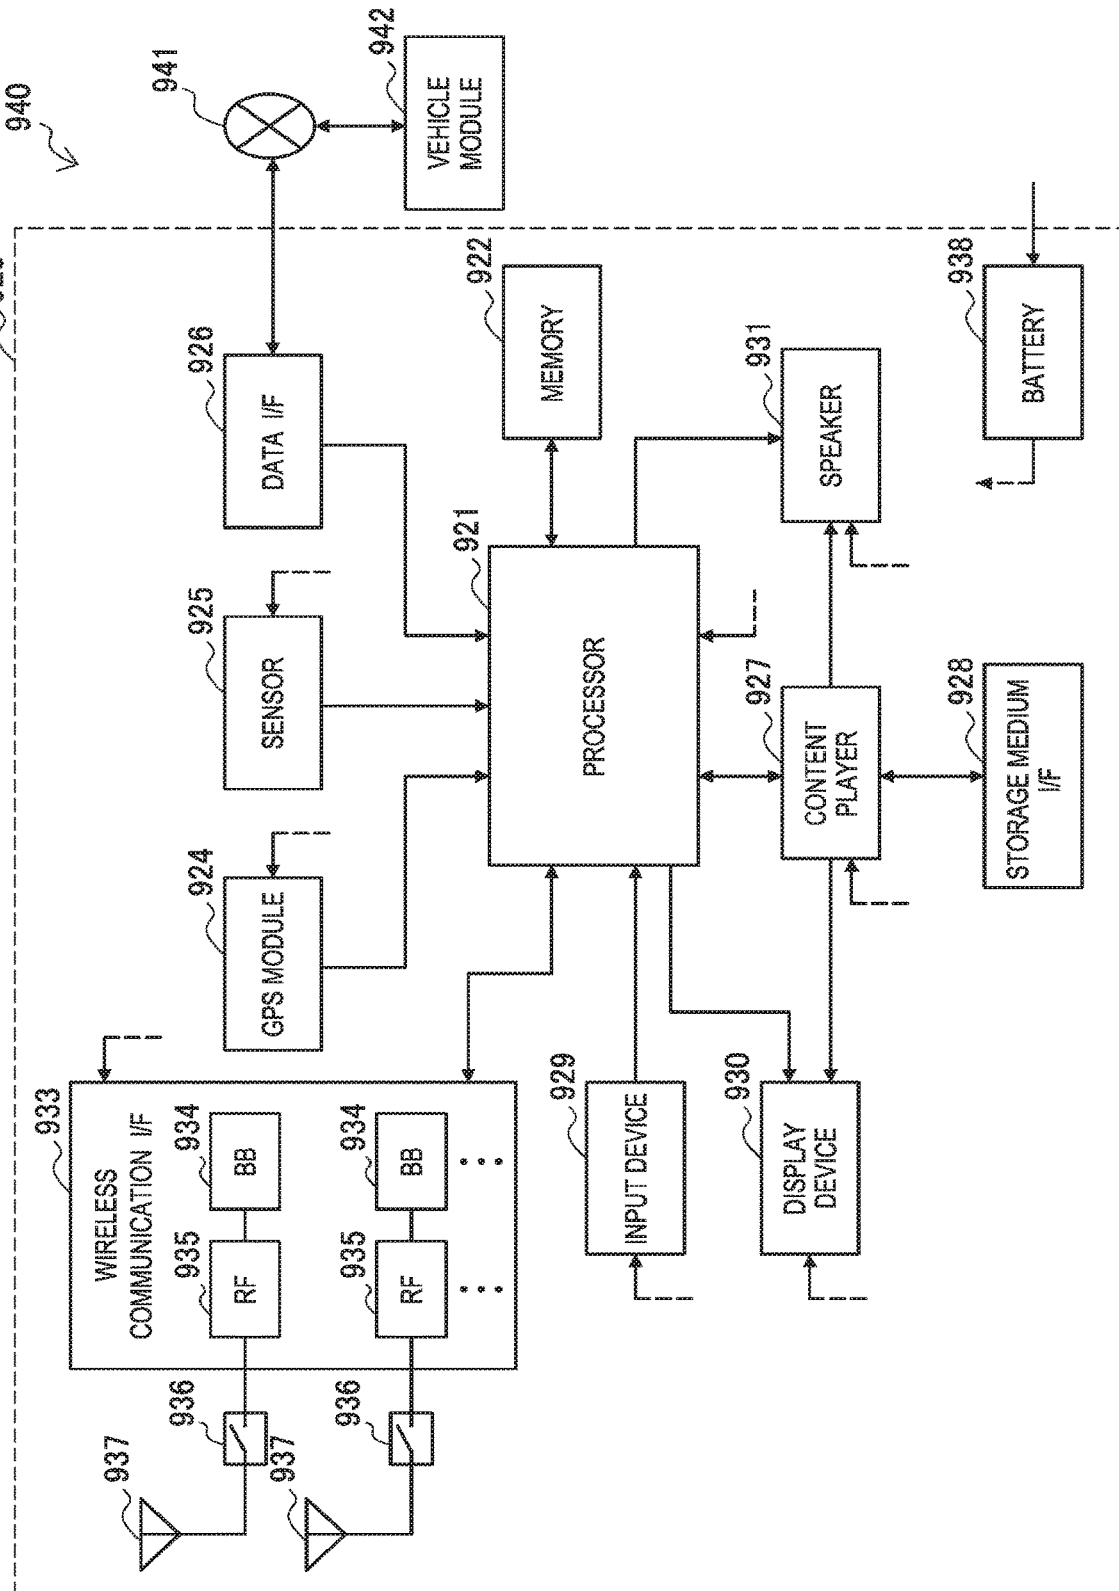 940
941
942
VEHICLE
MODULE
933
WIRELESS
COMMUNICATION I/F
934
BB
935
RF
936
937
934
BB
935
RF
936
937
924
GPS MODULE
925
SENSOR
926
DATA I/F
921
PROCESSOR
922
MEMORY
929
INPUT DEVICE
930
DISPLAY
DEVICE
927
CONTENT
PLAYER
931
SPEAKER
928
STORAGE MEDIUM
I/F
938
BATTERY